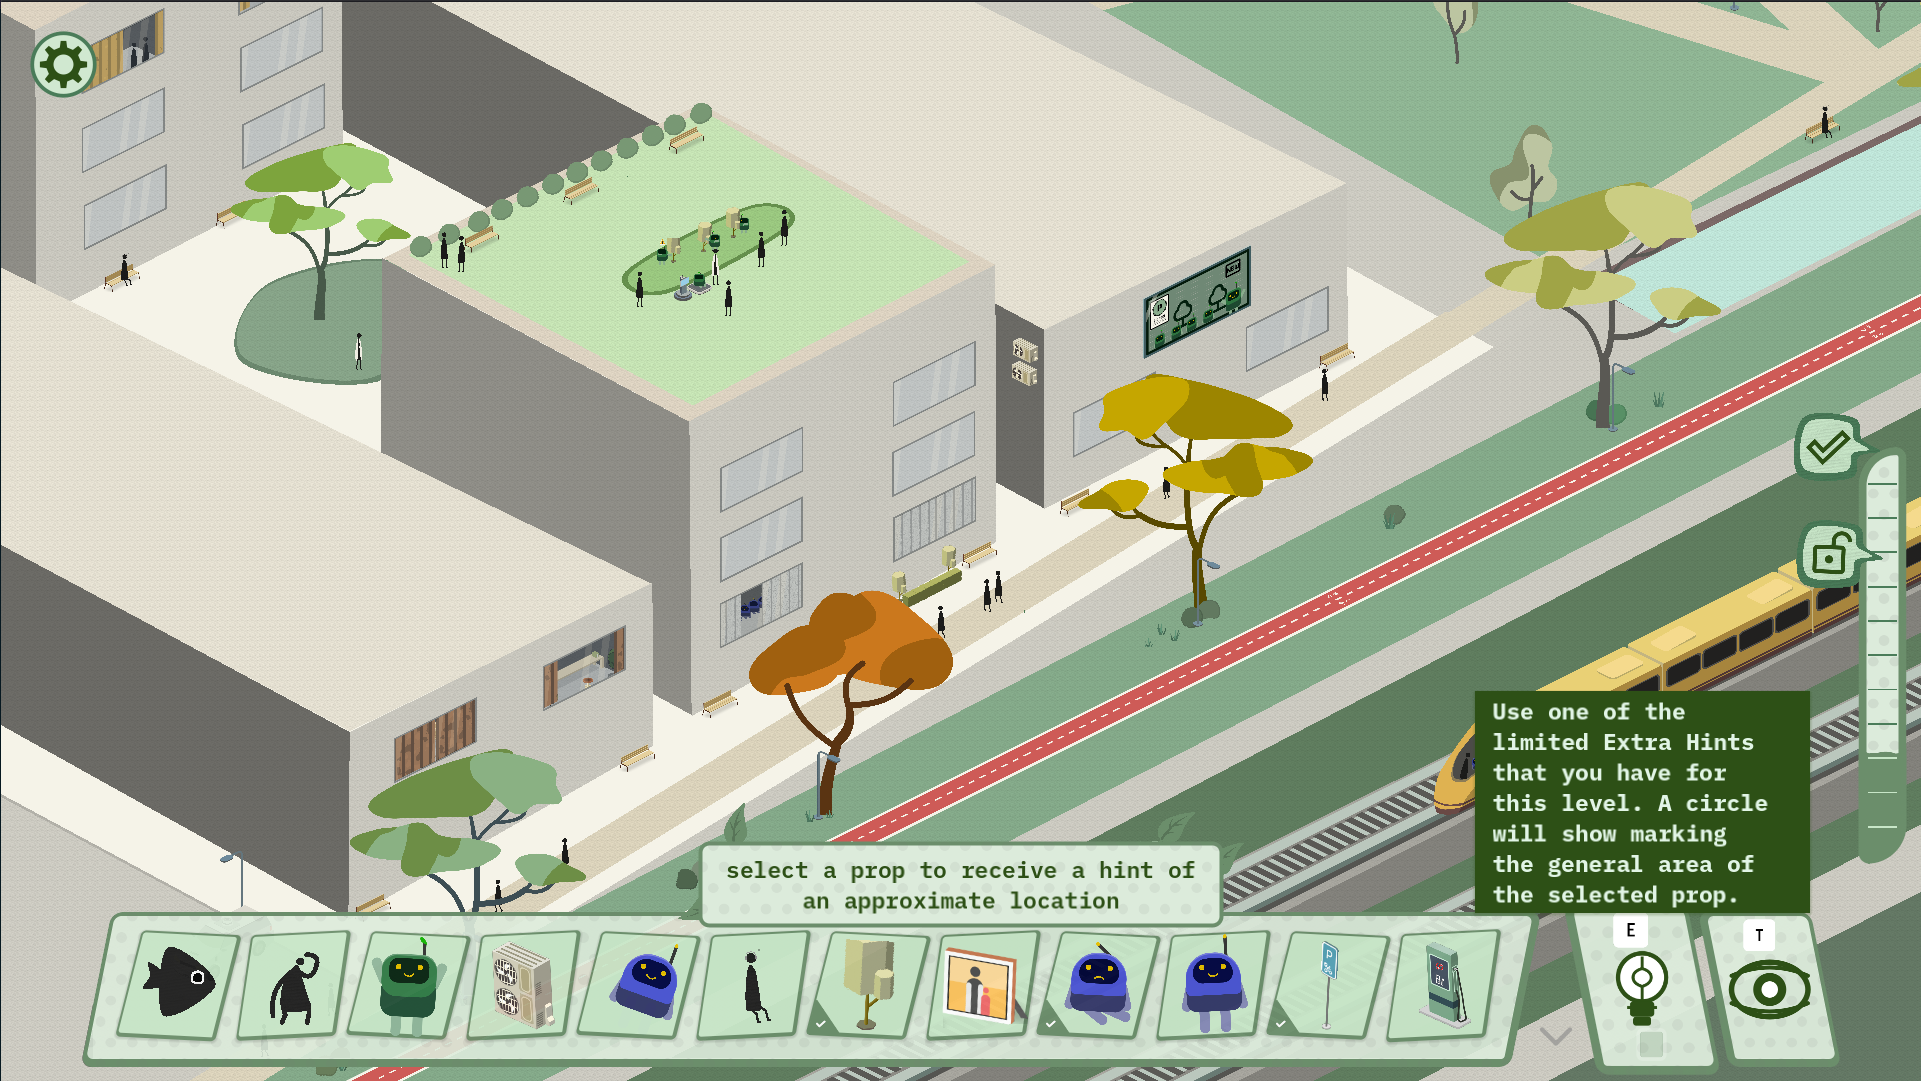 select a prop to receive a hint of
an approximate location
Use one of the
limited Extra Hints
that you have for
this level. A circle
will show marking
the general area of
the selected prop.
E
T
P
%